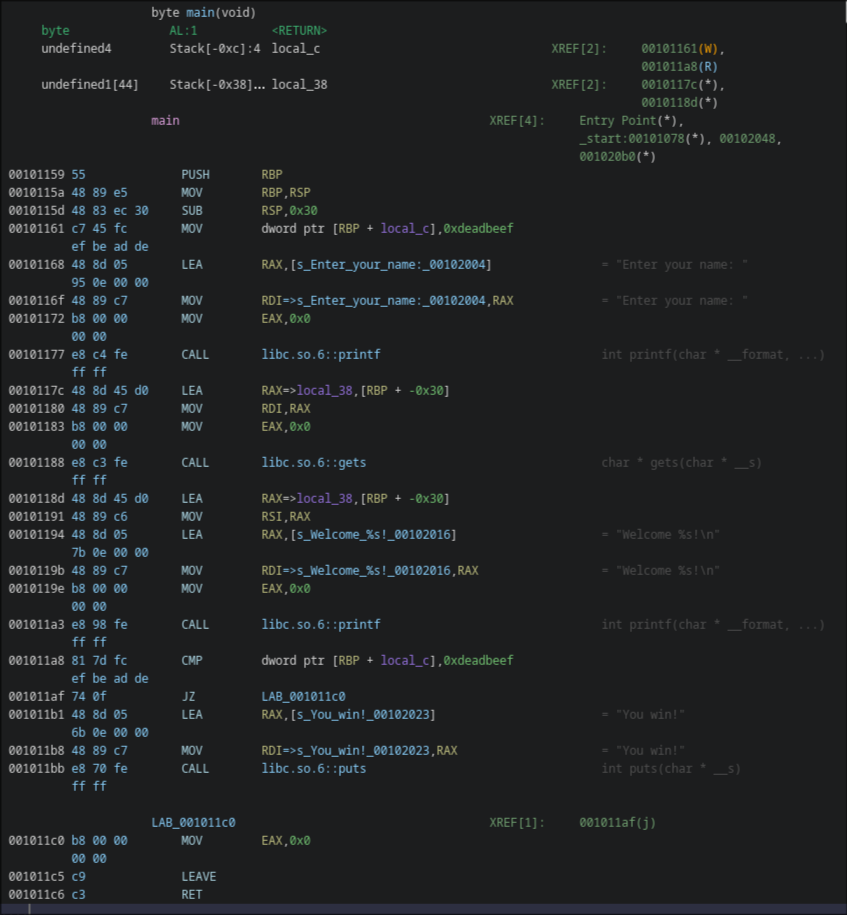 byte main(void)
byte AL:1 <RETURN>
undefined4 Stack[-0xc]:4 local_c XREF[2]: 00101161(W),
001011a8(R)
undefined1[44] Stack[-0x38]... local_38 XREF[2]: 0010117c(*),
0010118d(*)
main XREF[4]: Entry Point(*),
_start:00101078(*), 00102048,
001020b0(*)
00101159 55 PUSH RBP
0010115a 48 89 e5 MOV RBP,RSP
0010115d 48 83 ec 30 SUB RSP,0x30
00101161 c7 45 fc MOV dword ptr [RBP + local_c],0xdeadbeef
ef be ad de
00101168 48 8d 05 LEA RAX,[s_Enter_your_name:_00102004] = "Enter your name: "
95 0e 00 00
0010116f 48 89 c7 MOV RDI=>s_Enter_your_name:_00102004,RAX = "Enter your name: "
00101172 b8 00 00 MOV EAX,0x0
00 00
00101177 e8 c4 fe CALL libc.so.6::printf int printf(char * __format, ...)
ff ff
0010117c 48 8d 45 d0 LEA RAX=>local_38,[RBP + -0x30]
00101180 48 89 c7 MOV RDI,RAX
00101183 b8 00 00 MOV EAX,0x0
00 00
00101188 e8 c3 fe CALL libc.so.6::gets char * gets(char * __s)
ff ff
0010118d 48 8d 45 d0 LEA RAX=>local_38,[RBP + -0x30]
00101191 48 89 c6 MOV RSI,RAX
00101194 48 8d 05 LEA RAX,[s_Welcome_%s!_00102016] = "Welcome %s!\n"
7b 0e 00 00
0010119b 48 89 c7 MOV RDI=>s_Welcome_%s!_00102016,RAX = "Welcome %s!\n"
0010119e b8 00 00 MOV EAX,0x0
00 00
001011a3 e8 98 fe CALL libc.so.6::printf int printf(char * __format, ...)
ff ff
001011a8 81 7d fc CMP dword ptr [RBP + local_c],0xdeadbeef
ef be ad de
001011af 74 0f JZ LAB_001011c0
001011b1 48 8d 05 LEA RAX,[s_You_win!_00102023] = "You win!"
6b 0e 00 00
001011b8 48 89 c7 MOV RDI=>s_You_win!_00102023,RAX = "You win!"
001011bb e8 70 fe CALL libc.so.6::puts int puts(char * __s)
ff ff
LAB_001011c0 XREF[1]: 001011af(j)
001011c0 b8 00 00 MOV EAX,0x0
00 00
001011c5 c9 LEAVE
001011c6 c3 RET